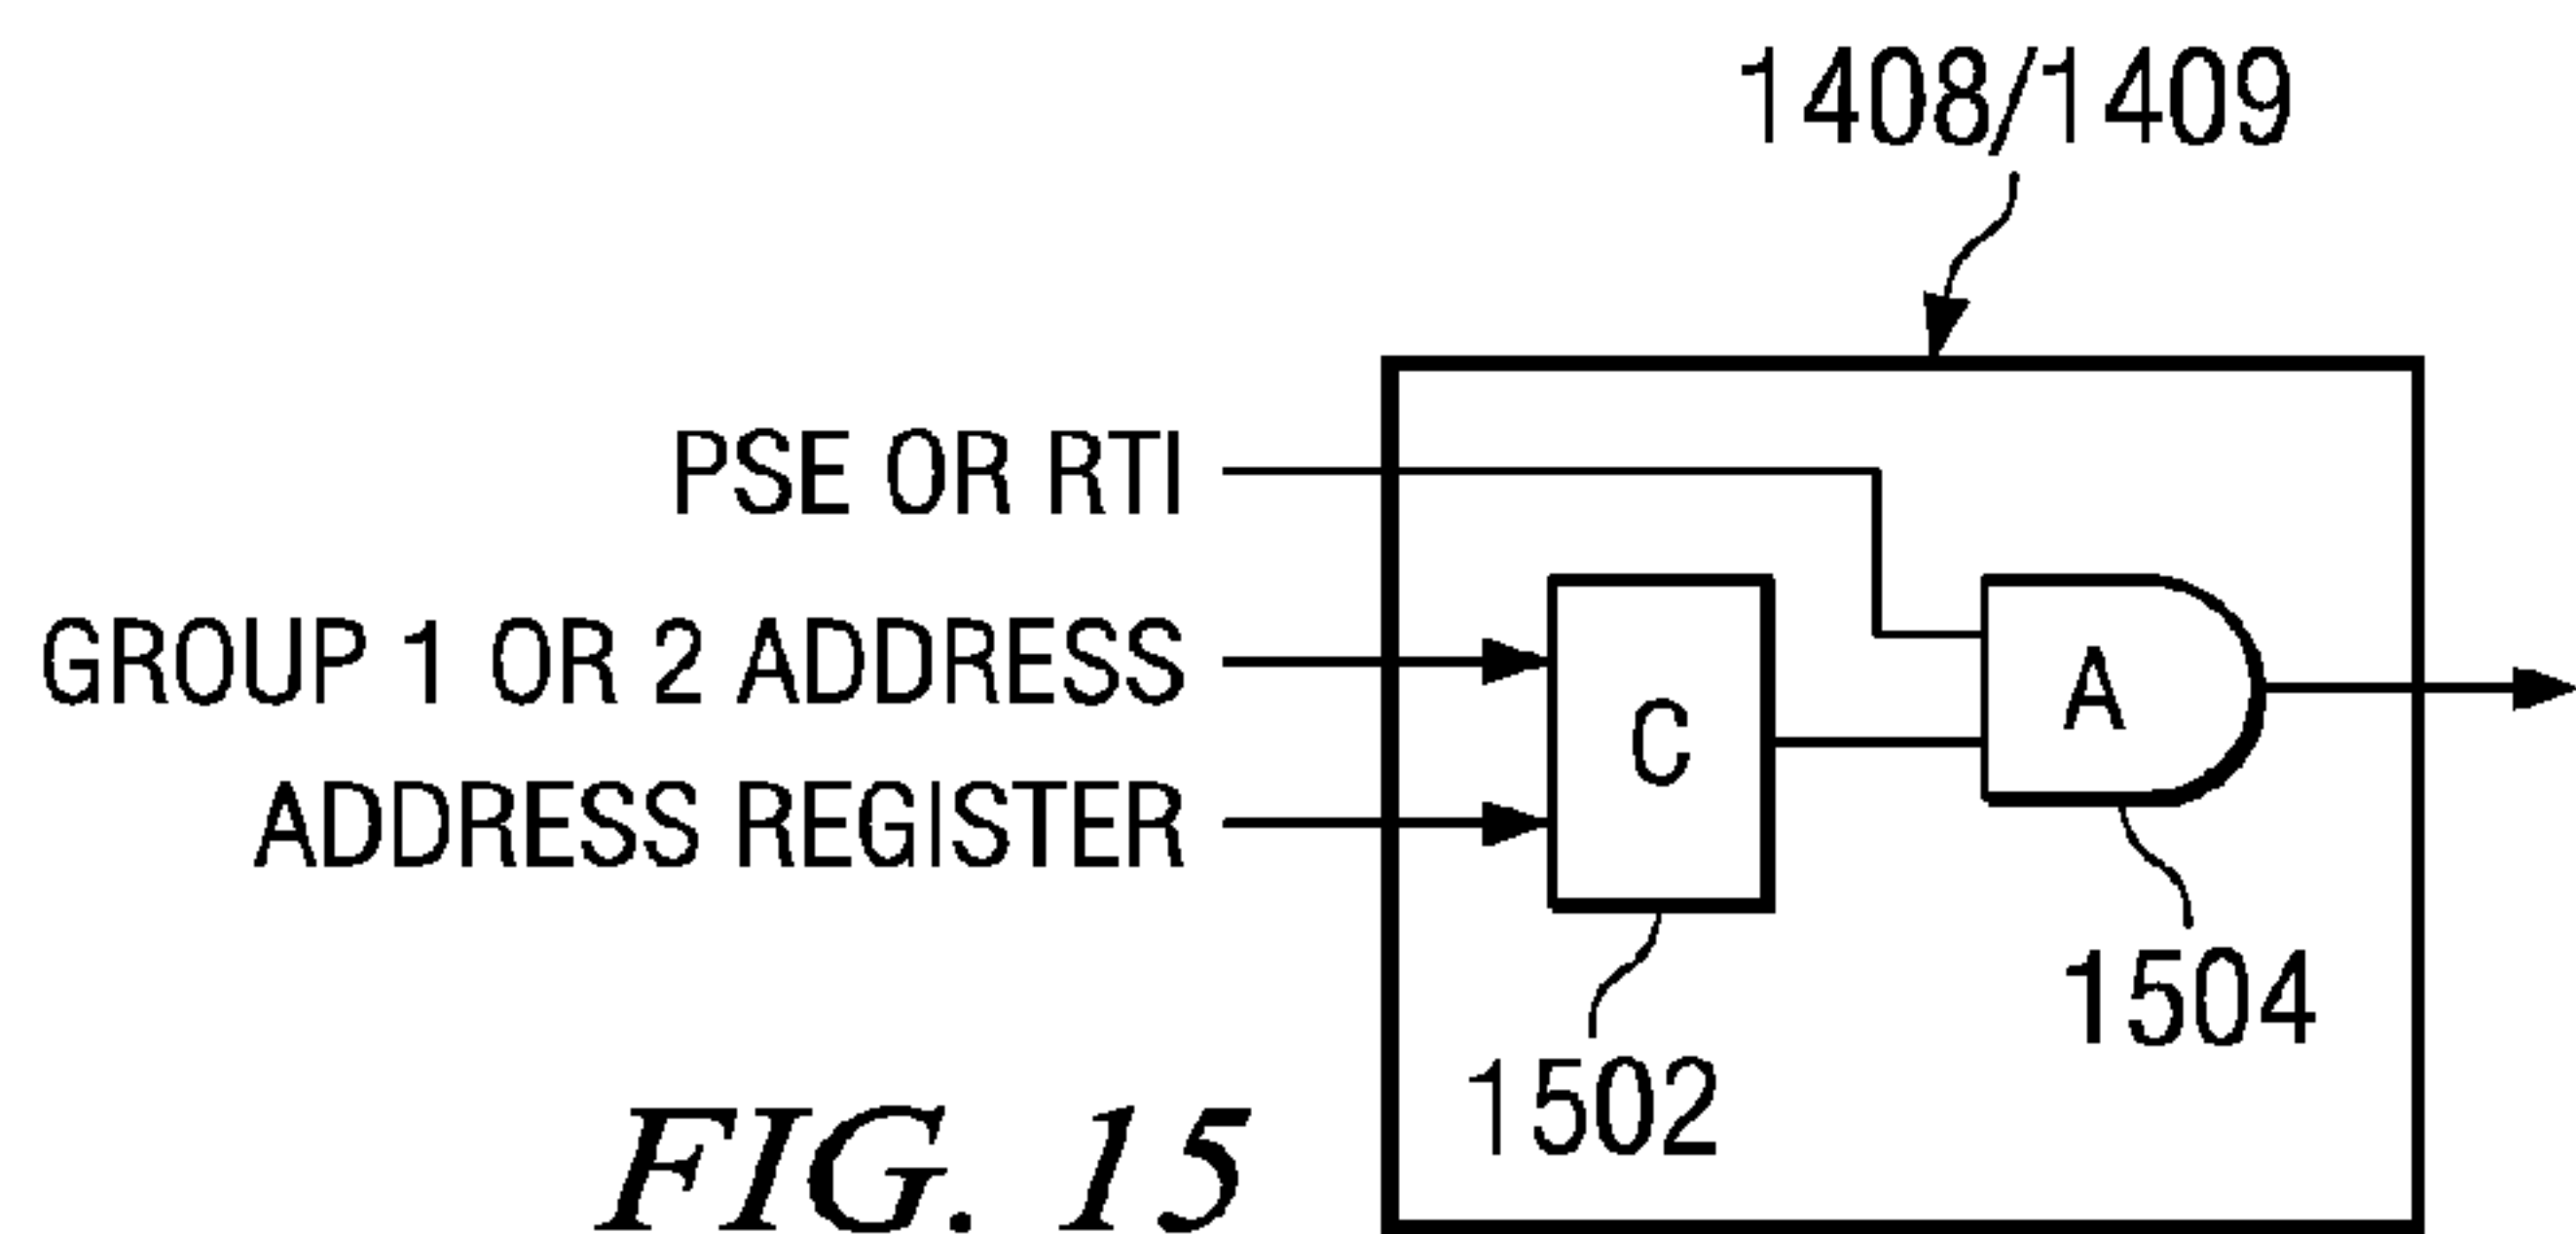 1408/1409
PSE OR RTI
GROUP 1 OR 2 ADDRESS
ADDRESS REGISTER
C
A
1504
1502
FIG. 15